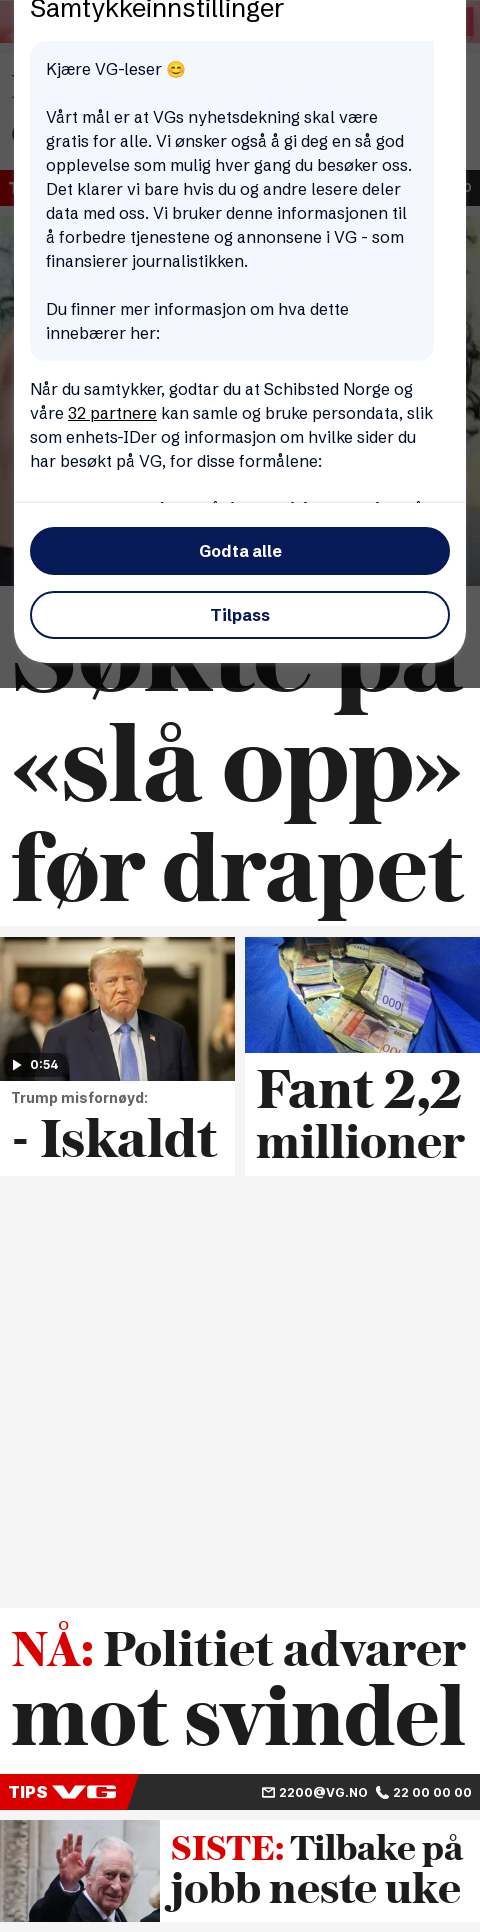 Samtykkeinnstillinger
Kjære VG-leser 😊
Vårt mål er at VGs nyhetsdekning skal være
gratis for alle. Vi ønsker også å gi deg en så god
opplevelse som mulig hver gang du besøker oss.
Det klarer vi bare hvis du og andre lesere deler
data med oss. Vi bruker denne informasjonen til
å forbedre tjenestene og annonsene i VG - som
finansierer journalistikken.
Du finner mer informasjon om hva dette
innebærer her:
Når du samtykker, godtar du at Schibsted Norge og
våre 32 partnere kan samle og bruke persondata, slik
som enhets-IDer og informasjon om hvilke sider du
har besøkt på VG, for disse formålene:
Godta alle
Tilpass
Søkte på
«slå opp»
før drapet
0:54
Trump misfornøyd:
- Iskaldt
Fant 2,2
millioner
NÅ: Politiet advarer
mot svindel
TIPS VG 2200@VG.NO 22 00 00 00
SISTE: Tilbake på
jobb neste uke